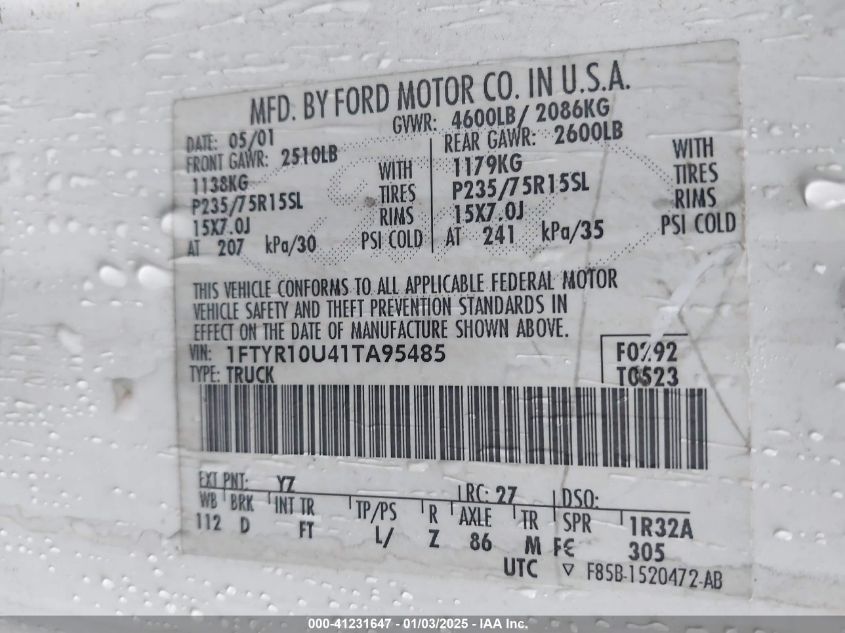 MFD. BY FORD MOTOR CO. IN U.S.A.
DATE: 05/01 GVWR: 4600LB/ 2086KG
FRONT GAWR: 2510LB REAR GAWR: 2600LB
1138KG WITH 1179KG WITH
P235/75R15SL TIRES P235/75R15SL TIRES
15X7.0J RIMS 15X7.0J RIMS
AT 207 kPa/30 PSI COLD AT 241 kPa/35 PSI COLD
THIS VEHICLE CONFORMS TO ALL APPLICABLE FEDERAL MOTOR
VEHICLE SAFETY AND THEFT PREVENTION STANDARDS IN
EFFECT ON THE DATE OF MANUFACTURE SHOWN ABOVE.
VIN: 1FTYR10U41TA95485
TYPE: TRUCK
T0523
EXT PNT: YZ RC: 27 DSO:
WB BRK INT TR TP/PS R AXLE TR SPR 1R32A
112 D FT L/ Z 86 M F€ 305
UTC ▽ F85B-1520472-AB
000-41231647 \ 01/03/2025 \ IAA Inc.